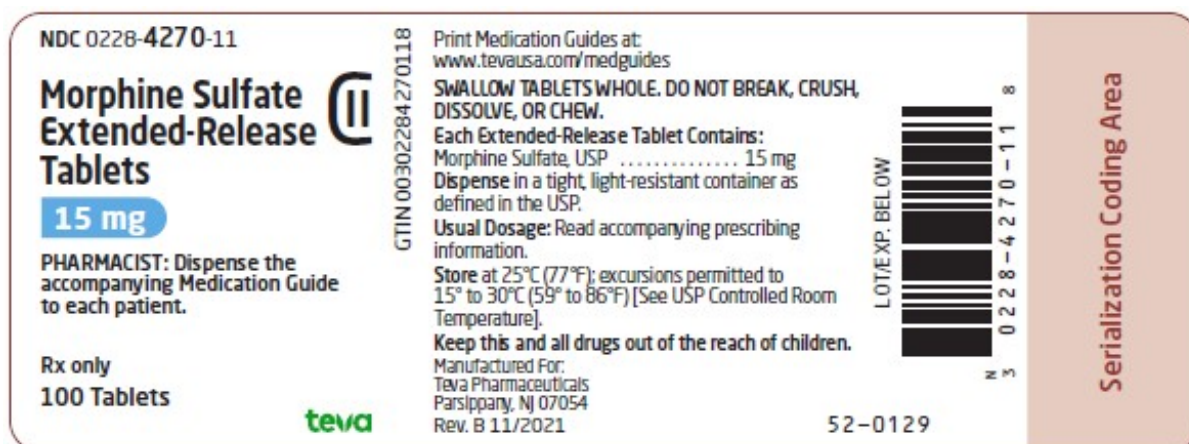 NDC 0228-4270-11
Morphine Sulfate
Extended-Release
Tablets
CII
15 mg
PHARMACIST: Dispense the
accompanying Medication Guide
to each patient.
Rx only
100 Tablets
teva
GTIN 00302284270118
Print Medication Guides at:
www.tevausa.com/medguides
SWALLOW TABLETS WHOLE. DO NOT BREAK, CRUSH,
DISSOLVE, OR CHEW.
Each Extended-Release Tablet Contains:
Morphine Sulfate, USP .............. 15 mg
Dispense in a tight, light-resistant container as
defined in the USP.
Usual Dosage: Read accompanying prescribing
information.
Store at 25°C (77°F); excursions permitted to
15° to 30°C (59° to 86°F) [See USP Controlled Room
Temperature].
Keep this and all drugs out of the reach of children.
Manufactured For:
Teva Pharmaceuticals
Parsippany, NJ 07054
Rev. B 11/2021
52-0129
LOT/EXP. BELOW
N
3 0228-4270-11 8
Serialization Coding Area